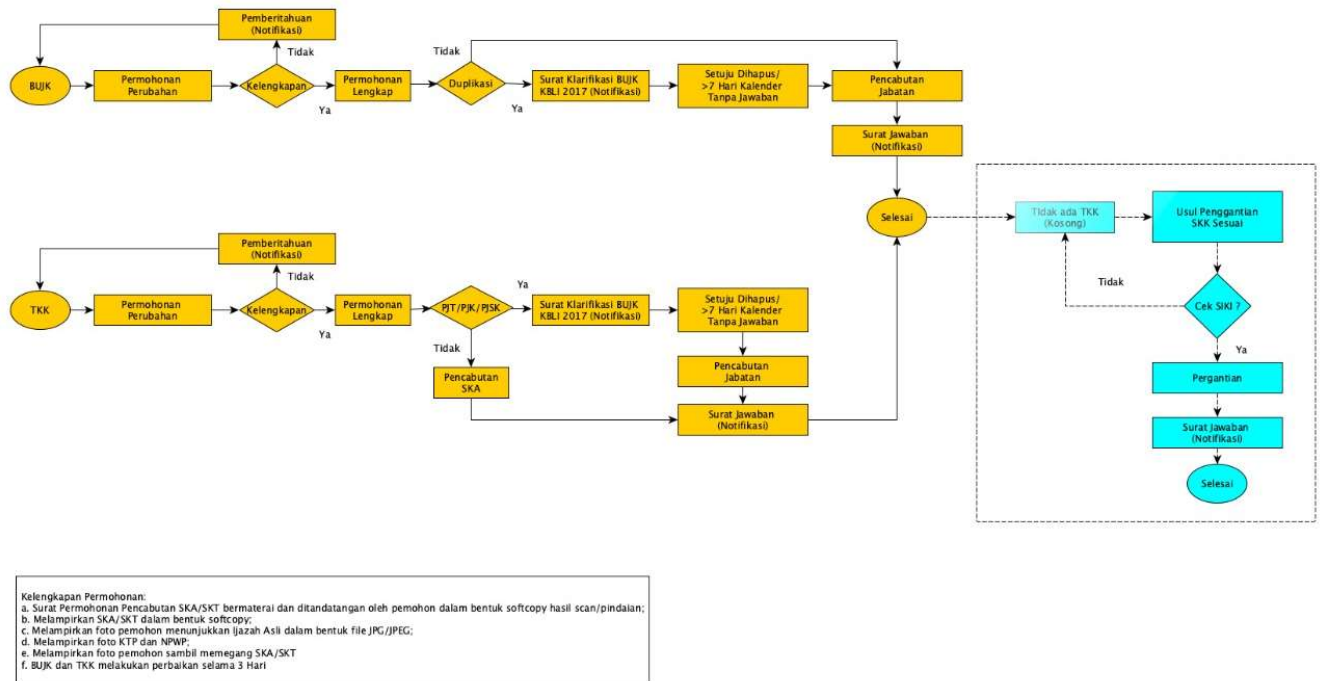 Pemberitahuan
(Notifikasi)
Tidak
BUJK
Permohonan
Perubahan
Kelengkapan
Ya
Permohonan
Lengkap
Tidak
Duplikasi
Ya
Surat Klarifikasi BUJK
KBLI 2017 (Notifikasi)
Setuju Dihapus/
>7 Hari Kalender
Tanpa Jawaban
Pencabutan
Jabatan
Surat Jawaban
(Notifikasi)
Selesai
Pemberitahuan
(Notifikasi)
Tidak
TKK
Permohonan
Perubahan
Kelengkapan
Ya
Permohonan
Lengkap
PJT/PJK/PJSK
Ya
Tidak
Pencabutan
SKA
Surat Klarifikasi BUJK
KBLI 2017 (Notifikasi)
Setuju Dihapus/
>7 Hari Kalender
Tanpa Jawaban
Pencabutan
Jabatan
Surat Jawaban
(Notifikasi)
Tidak ada TKK
(Kosong)
Usul Penggantian
SKK Sesuai
Tidak
Cek SIKI ?
Ya
Pergantian
Surat Jawaban
(Notifikasi)
Selesai
Kelengkapan Permohonan:
a. Surat Permohonan Pencabutan SKA/SKT bermaterai dan ditandatangan oleh pemohon dalam bentuk softcopy hasil scan/pindaian;
b. Melampirkan SKA/SKT dalam bentuk softcopy;
c. Melampirkan foto pemohon menunjukkan Ijazah Asli dalam bentuk file JPG/JPEG;
d. Melampirkan foto KTP dan NPWP;
e. Melampirkan foto pemohon sambil memegang SKA/SKT
f. BUJK dan TKK melakukan perbaikan selama 3 Hari